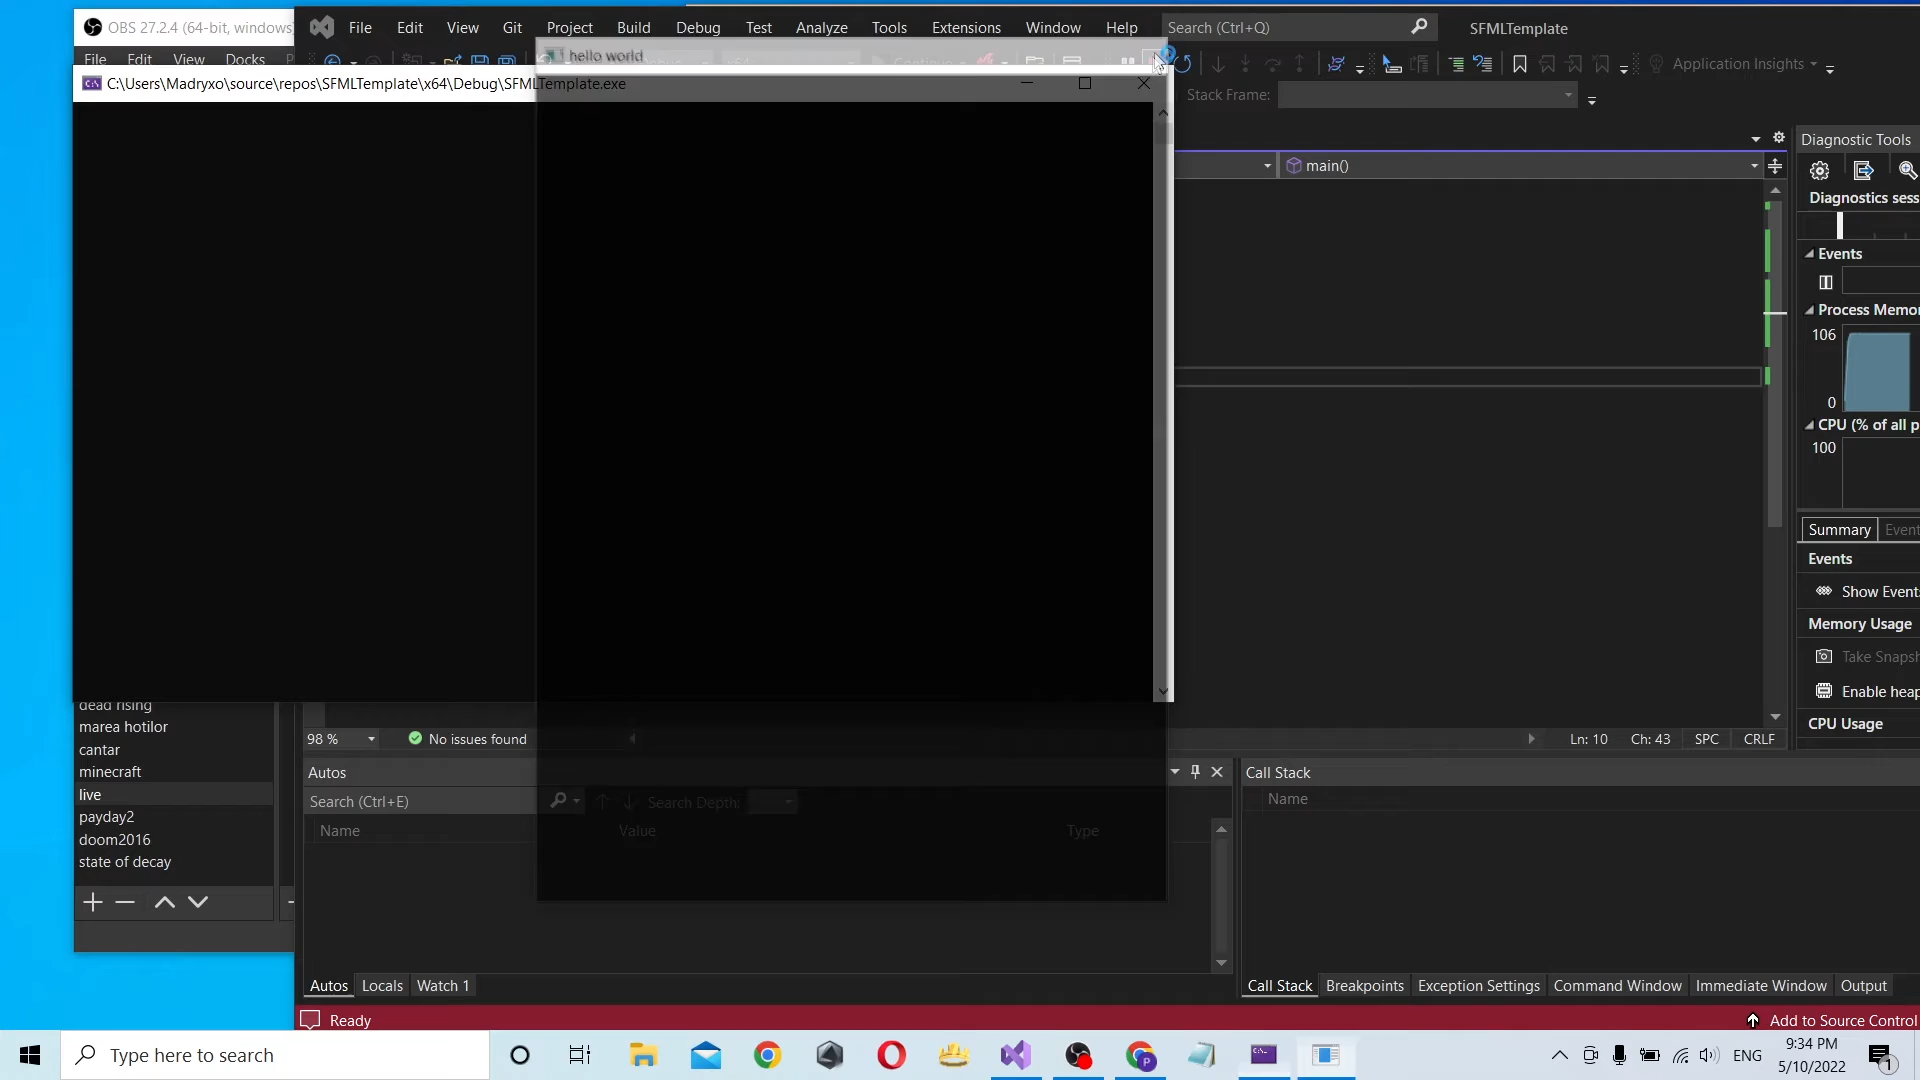 OBS 27.2.4 (64-bit, windows
File Edit View Git Project Build Debug Test Analyze Tools Extensions Window Help Search (Ctrl+Q) SFMLTemplate
File Edit View Docks P
hello world
Continue
Application Insights
C:\Users\Madryxo\source\repos\SFMLTemplate\x64\Debug\SFMLTemplate.exe
Stack Frame:
Diagnostic Tools
main()
Diagnostics sess
Events
Process Memor
106
0
CPU (% of all p
100
Summary Event
Events
Show Events
Memory Usage
Take Snapsh
Enable heap
CPU Usage
dead rising
marea hotilor
cantar
minecraft
live
payday2
doom2016
state of decay
98 % No issues found Ln: 10 Ch: 43 SPC CRLF
Autos
Search (Ctrl+E) Search Depth:
Name Value Type
Call Stack
Name
Autos Locals Watch 1
Call Stack Breakpoints Exception Settings Command Window Immediate Window Output
Ready Add to Source Control
Type here to search
ENG
9:34 PM
5/10/2022
1